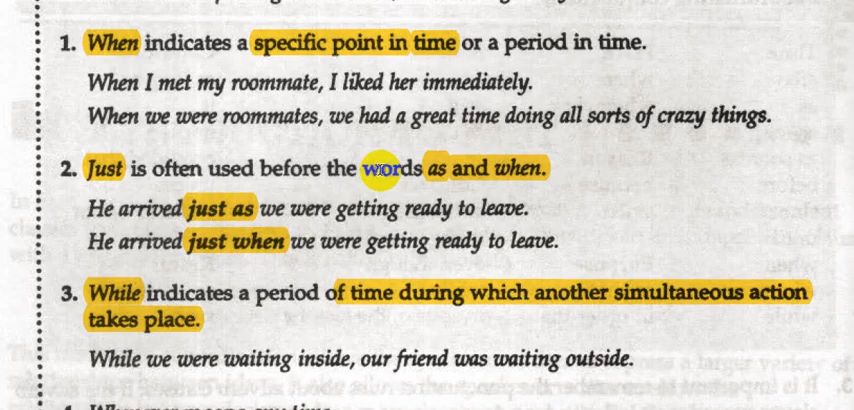 1. When indicates a specific point in time or a period in time.
When I met my roommate, I liked her immediately.
When we were roommates, we had a great time doing all sorts of crazy things.
2. Just is often used before the words as and when.
He arrived just as we were getting ready to leave.
He arrived just when we were getting ready to leave.
3. While indicates a period of time during which another simultaneous action
takes place.
While we were waiting inside, our friend was waiting outside.